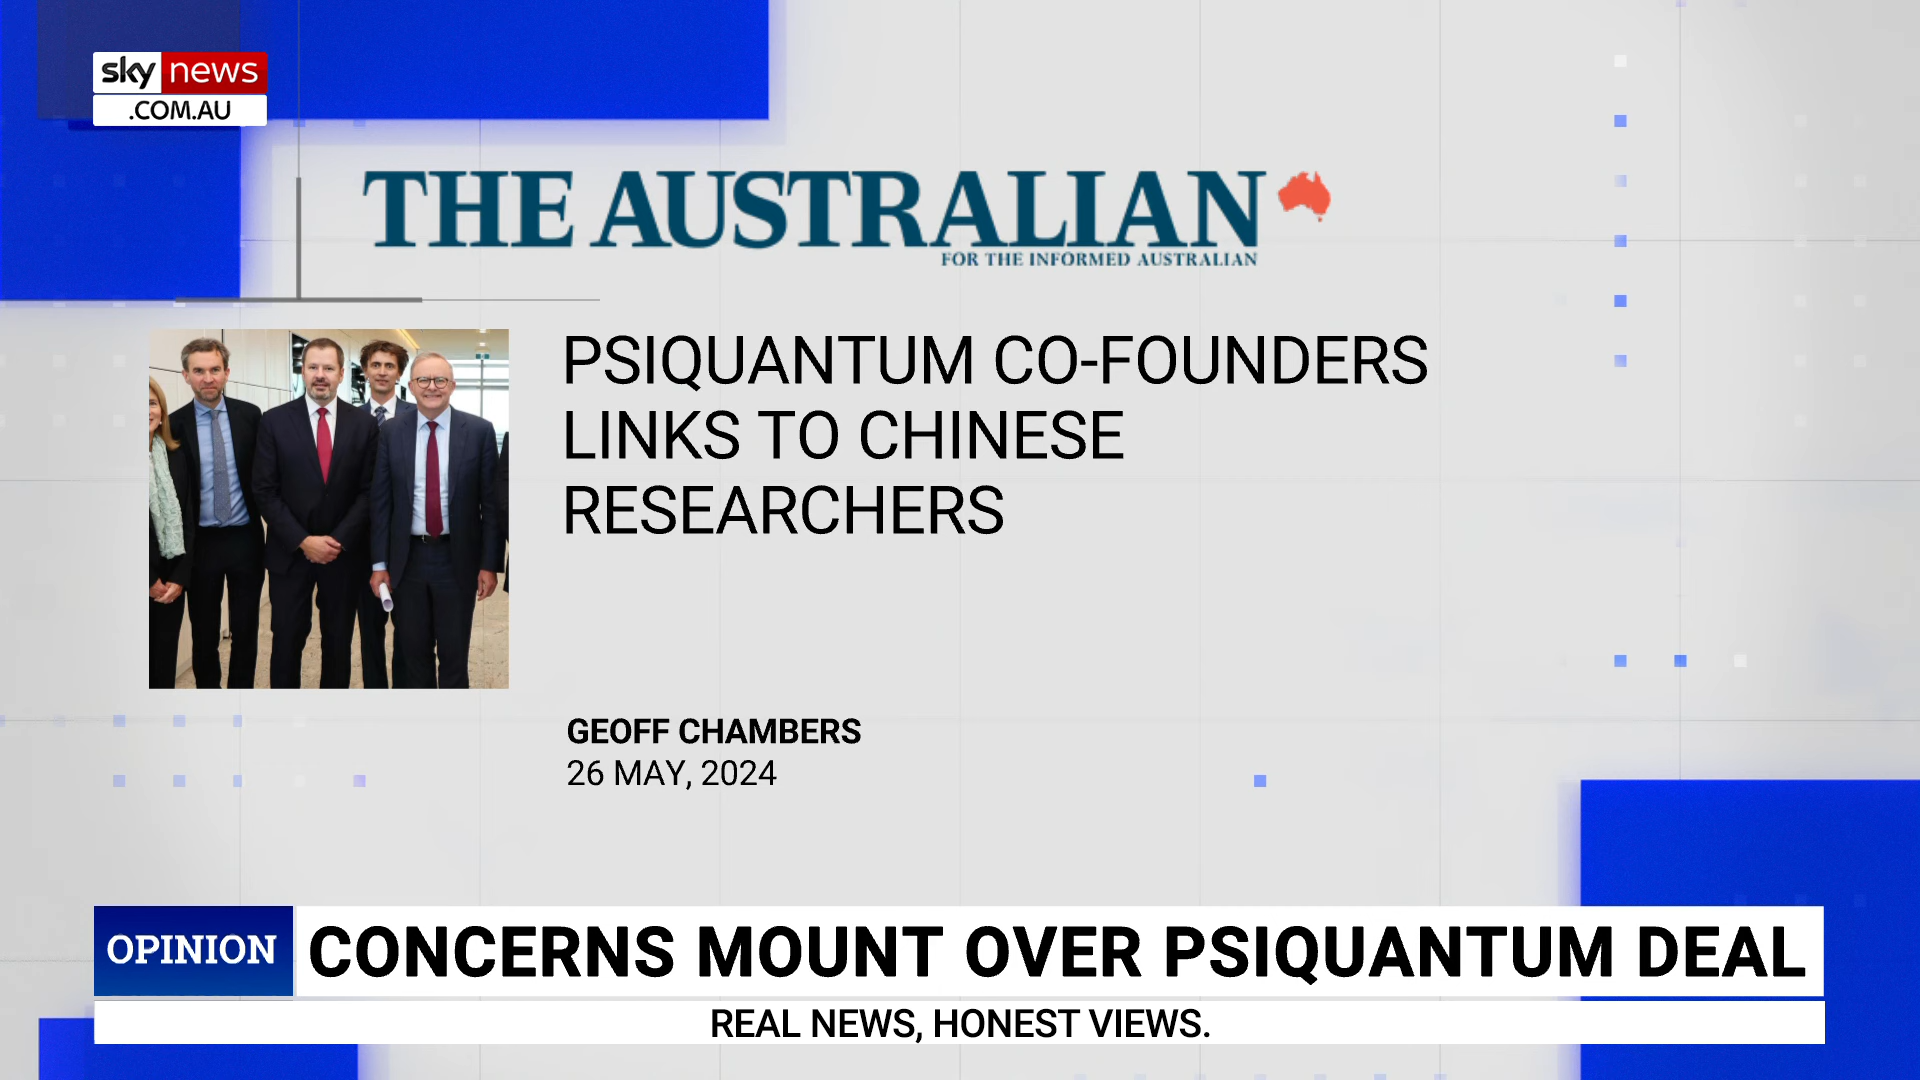 sky news
.COM.AU
THE AUSTRALIAN
FOR THE INFORMED AUSTRALIAN
PSIQUANTUM CO-FOUNDERS
LINKS TO CHINESE
RESEARCHERS
GEOFF CHAMBERS
26 MAY, 2024
OPINION CONCERNS MOUNT OVER PSIQUANTUM DEAL
REAL NEWS, HONEST VIEWS.